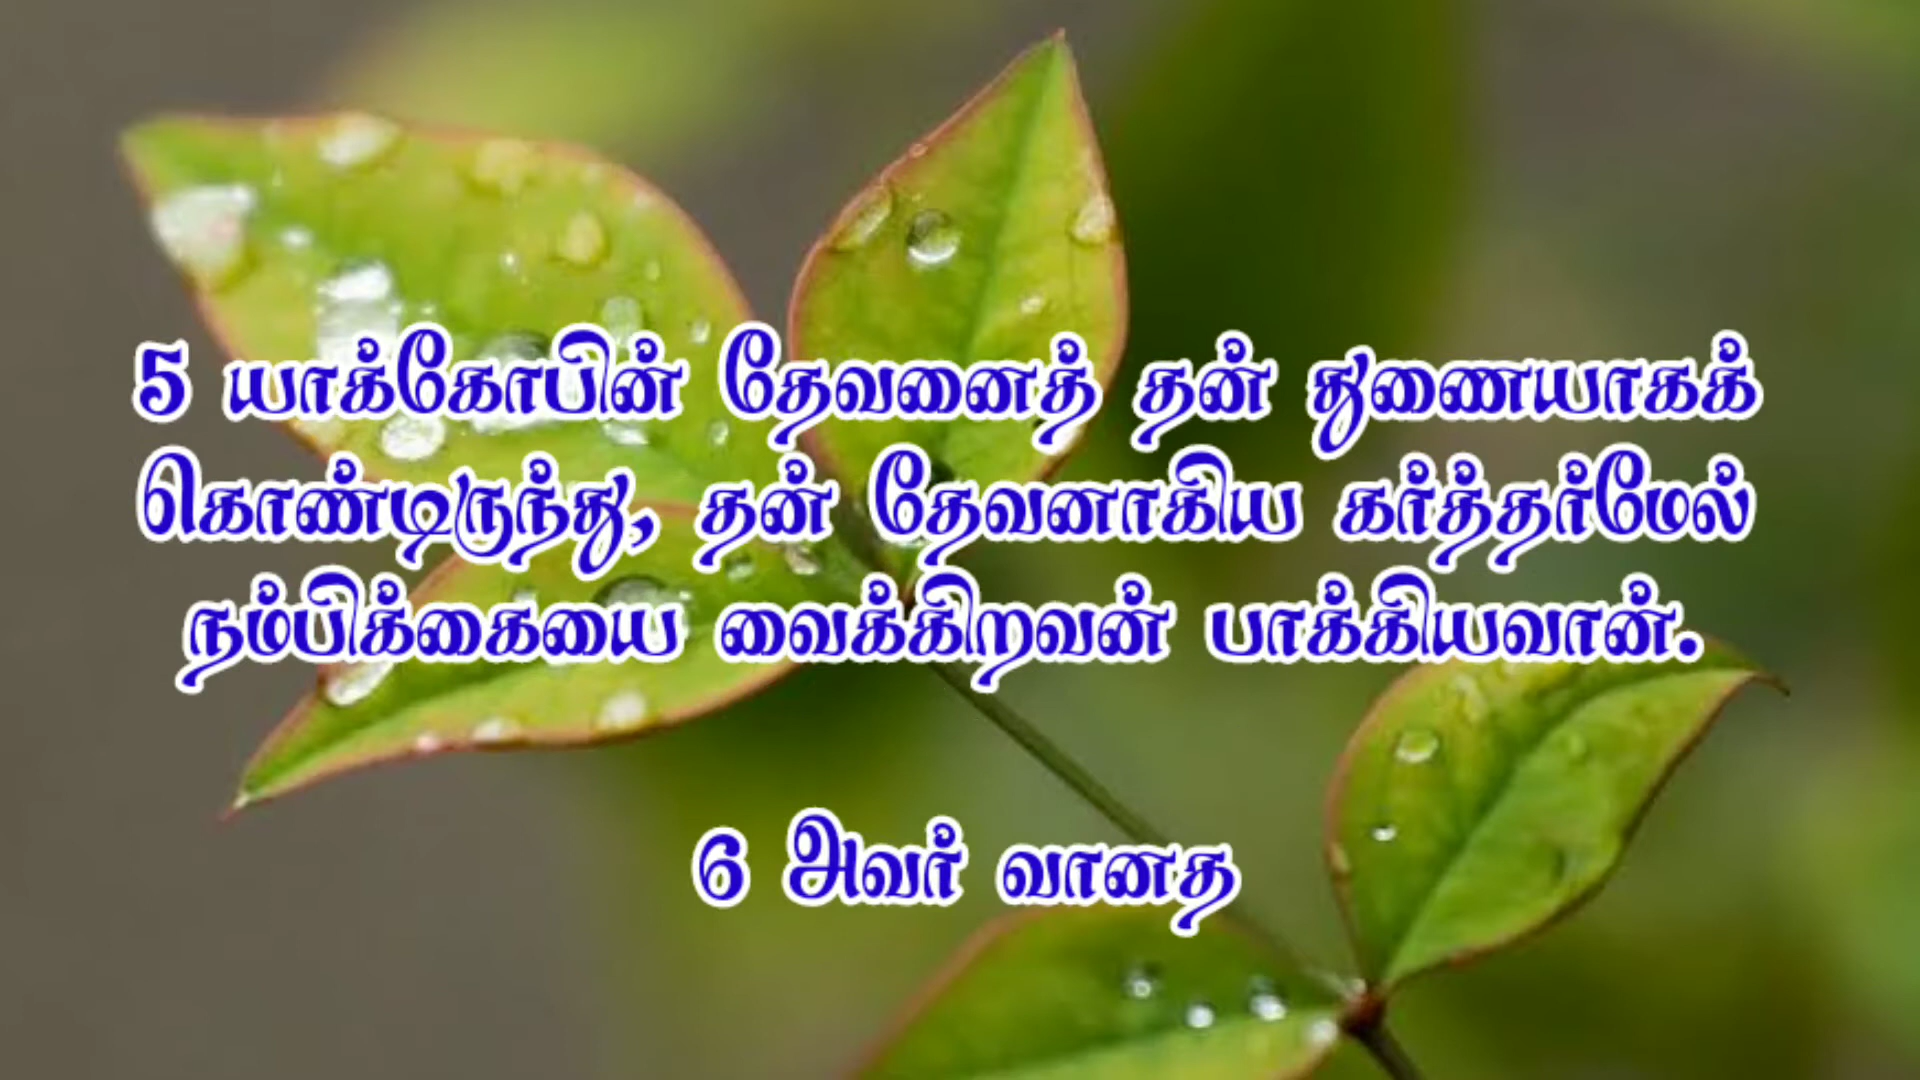 5 யாக்கோபின் தேவனைத் தன் துணையாகக்
கொண்டிருந்து, தன் தேவனாகிய கர்த்தர்மேல்
நம்பிக்கையை வைக்கிறவன் பாக்கியவான்.
6 அவர் வானத